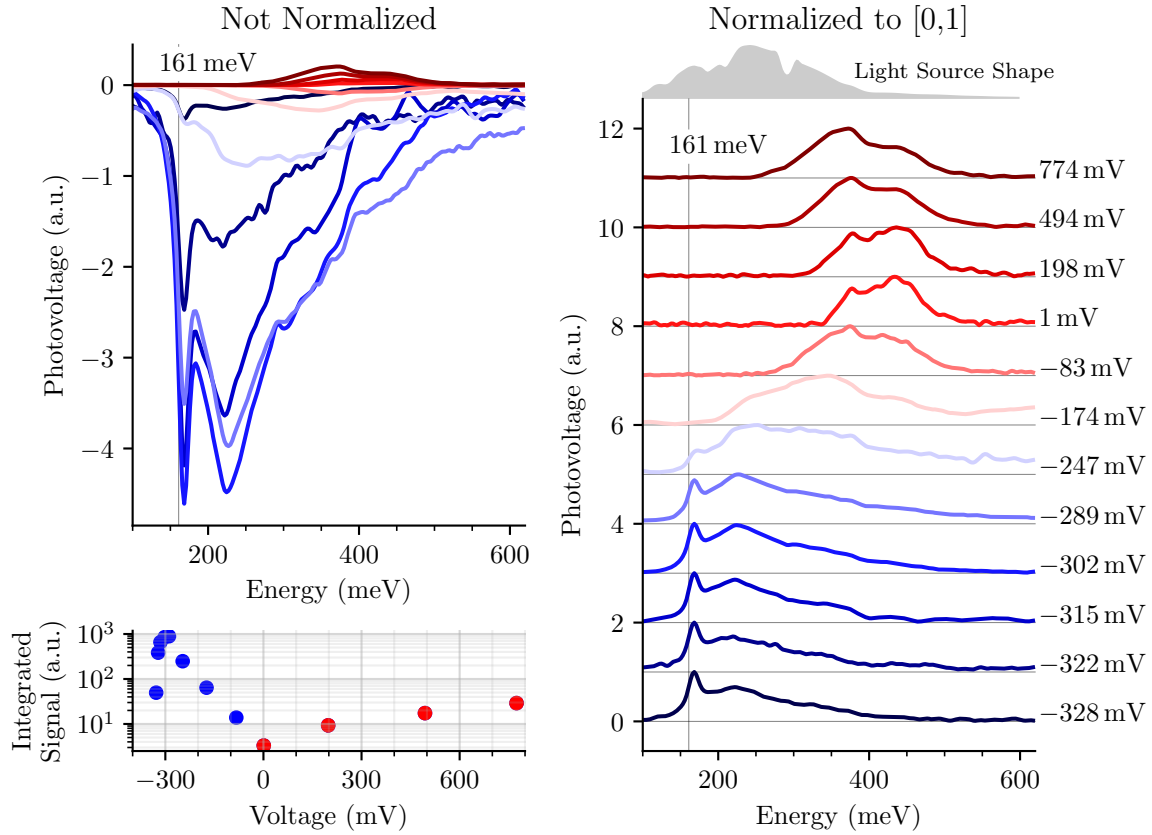 Not Normalized
161 meV
0
−1
−2
−3
−4
Photovoltage (a.u.)
200
400
600
Energy (meV)
10³
10²
10¹
Integrated
Signal (a.u.)
−300
0
300
600
Voltage (mV)
Normalized to [0,1]
Light Source Shape
161 meV
12
10
8
6
4
2
0
Photovoltage (a.u.)
774 mV
494 mV
198 mV
1 mV
−83 mV
−174 mV
−247 mV
−289 mV
−302 mV
−315 mV
−322 mV
−328 mV
200
400
600
Energy (meV)